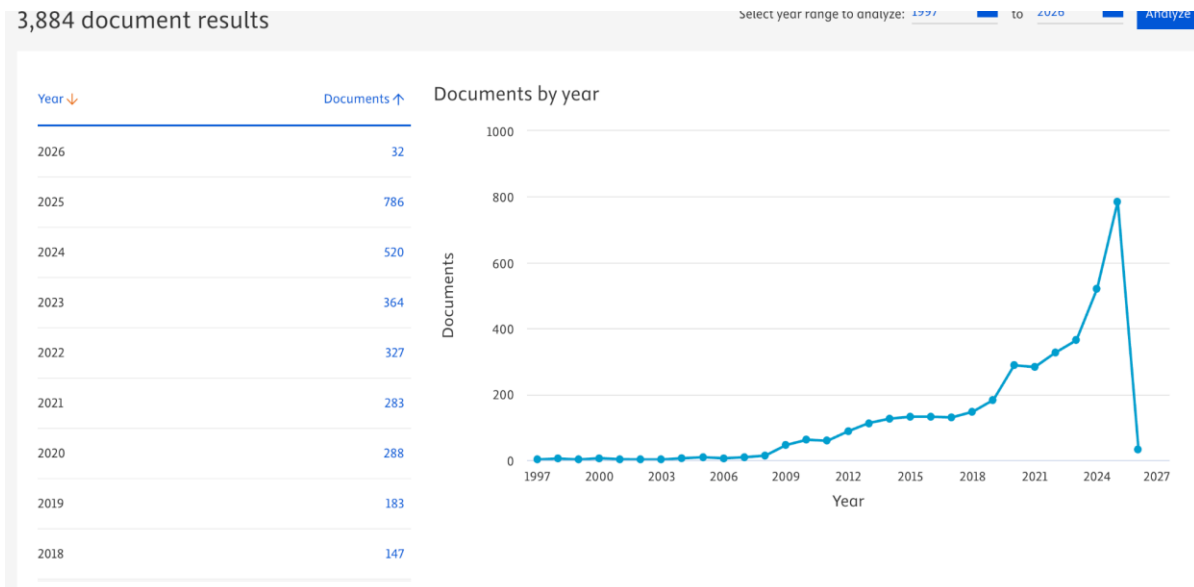 3,884 document results
Select year range to analyze: 1997 to 2026 Analyze
Year ↓ Documents ↑
2026 32
2025 786
2024 520
2023 364
2022 327
2021 283
2020 288
2019 183
2018 147
Documents by year
1000
800
600
400
200
0
Documents
1997 2000 2003 2006 2009 2012 2015 2018 2021 2024 2027
Year